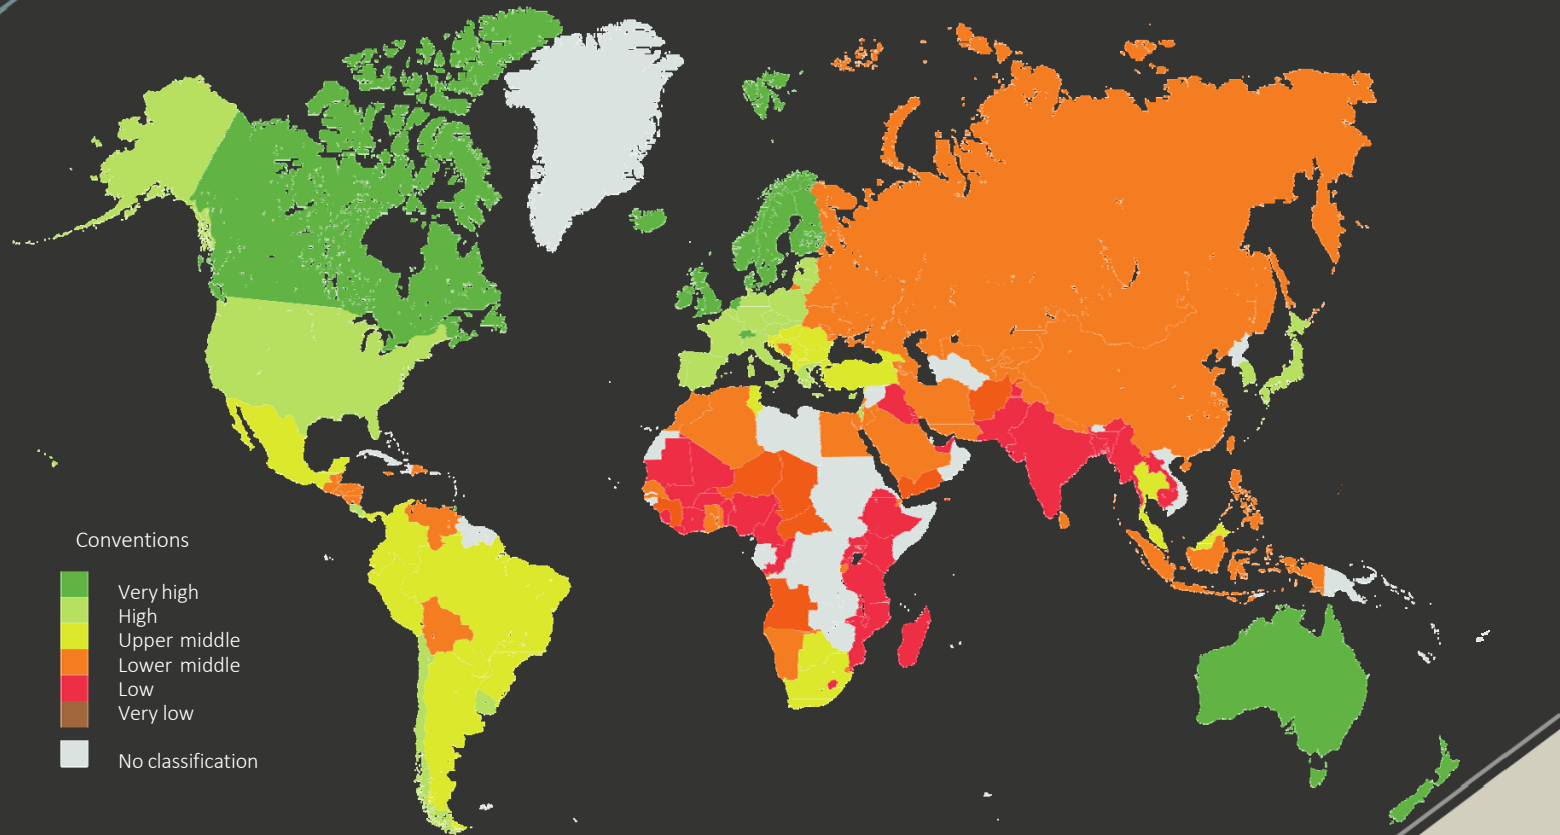 Conventions
Very high
High
Upper middle
Lower middle
Low
Very low
No classification